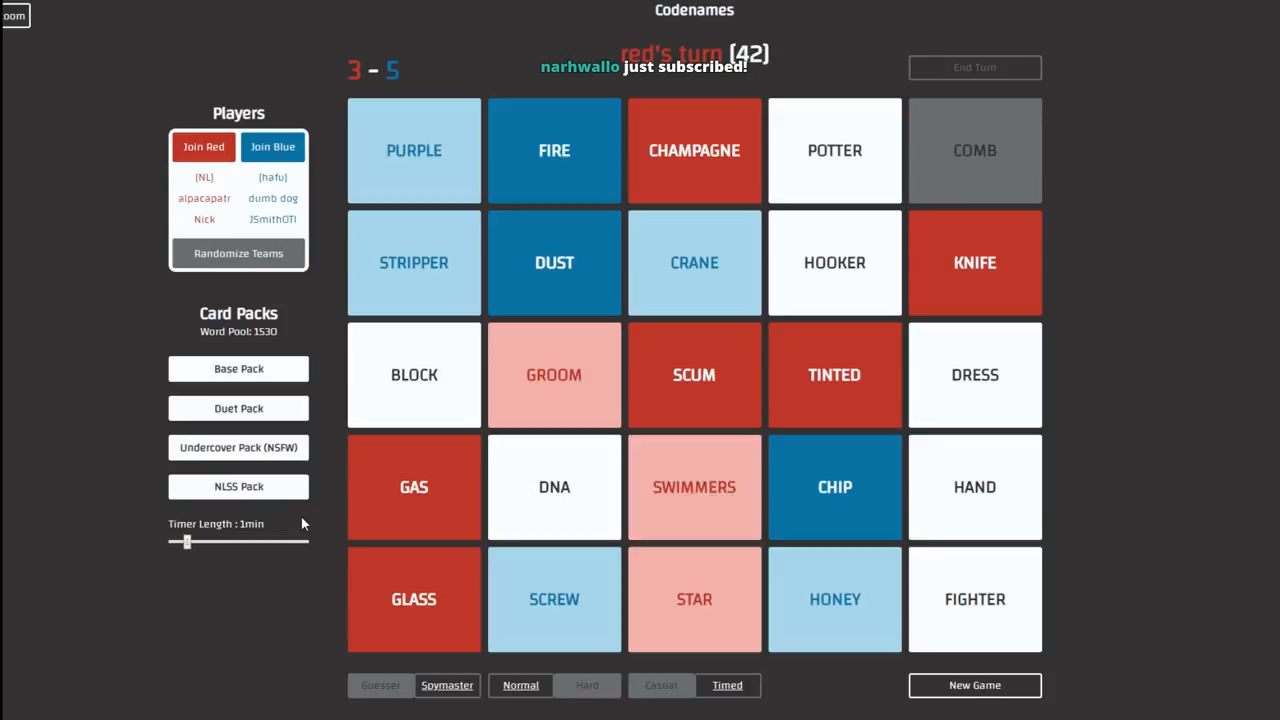 oom
Codenames
red's turn [42]
narhwallo just subscribed!
3 - 5
End Turn
Players
Join Red
Join Blue
[NL]
[hafu]
alpacapatr
dumb dog
Nick
JSmithOTI
Randomize Teams
Card Packs
Word Pool: 1530
Base Pack
Duet Pack
Undercover Pack (NSFW)
NLSS Pack
Timer Length : 1min
PURPLE
FIRE
CHAMPAGNE
POTTER
COMB
STRIPPER
DUST
CRANE
HOOKER
KNIFE
BLOCK
GROOM
SCUM
TINTED
DRESS
GAS
DNA
SWIMMERS
CHIP
HAND
GLASS
SCREW
STAR
HONEY
FIGHTER
Guesser
Spymaster
Normal
Hard
Casual
Timed
New Game